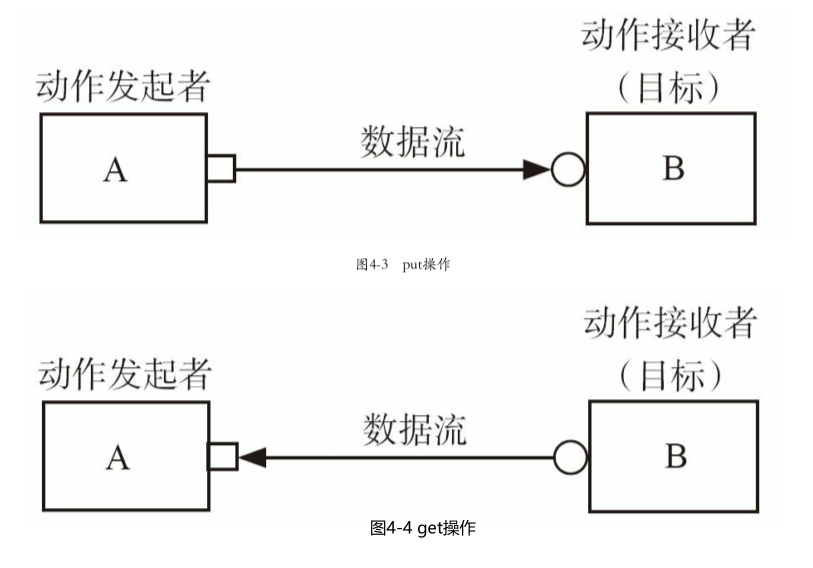 动作接收者
（目标）
动作发起者
A
数据流
B
图4-3 put操作
动作接收者
（目标）
动作发起者
A
数据流
B
图4-4 get操作